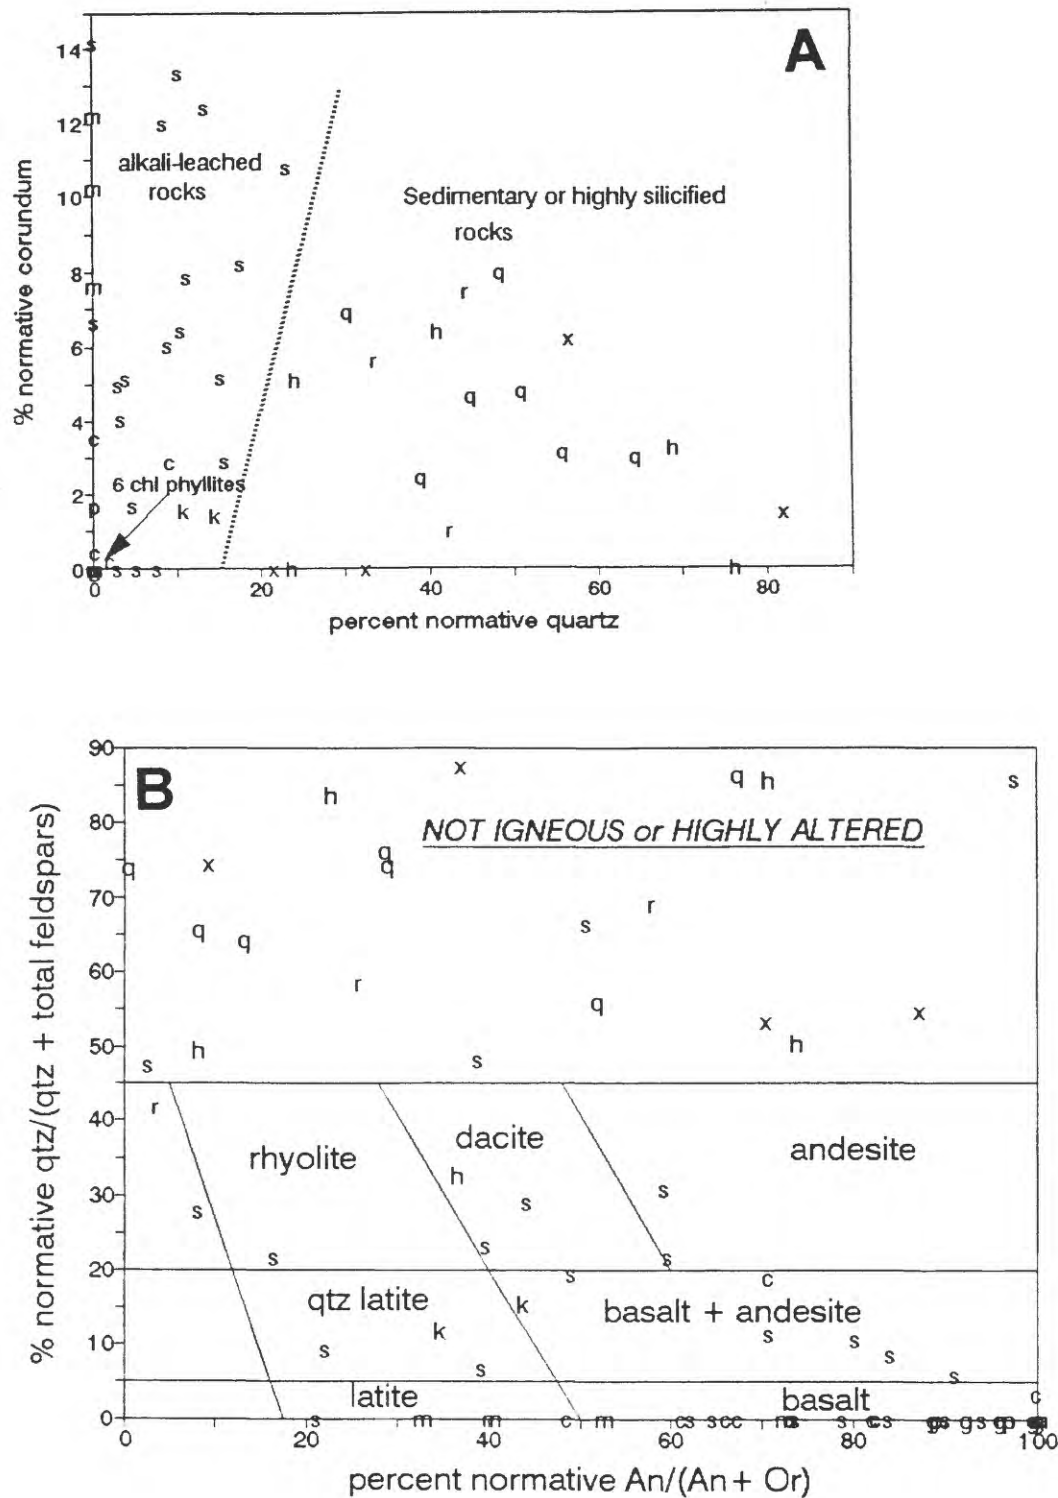 A
14
12
10
8
6
4
2
0
% normative corundum
alkali-leached
rocks
Sedimentary or highly silicified
rocks
6 chl phyllites
s
m
m
m
s
c
p
c
s
s
s
s
s
s
s
s
s
s
s
s
c
s
s
k
k
s
s
s
q
r
q
h
x
r
h
q
q
q
q
q
h
r
x
x
h
x
h
0
20
40
60
80
percent normative quartz
B
90
80
70
60
50
40
30
20
10
0
% normative qtz/(qtz + total feldspars)
x
h
q
h
s
NOT IGNEOUS or HIGHLY ALTERED
q
x
q
q
q
q
s
r
r
q
x
x
h
h
s
s
r
rhyolite
dacite
andesite
h
s
s
s
s
s
s
qtz latite
s
c
k
k
basalt + andesite
s
s
s
s
s
s
latite
basalt
c
s
m
m
c
m
0
20
40
60
80
100
percent normative An/(An + Or)